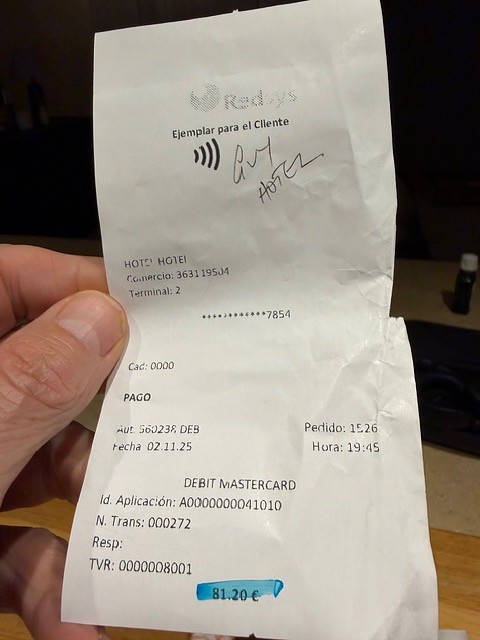 Redsys
Ejemplar para el Cliente
HOTEL
HOTEL HOTEL
Comercio: 363119504
Terminal: 2
************7854
Cad: 0000
PAGO
Aut. 560238 DEB
Pedido: 1526
Fecha 02.11.25
Hora: 19:45
DEBIT MASTERCARD
Id. Aplicación: A0000000041010
N. Trans: 000272
Resp:
TVR: 0000008001
81.20 €